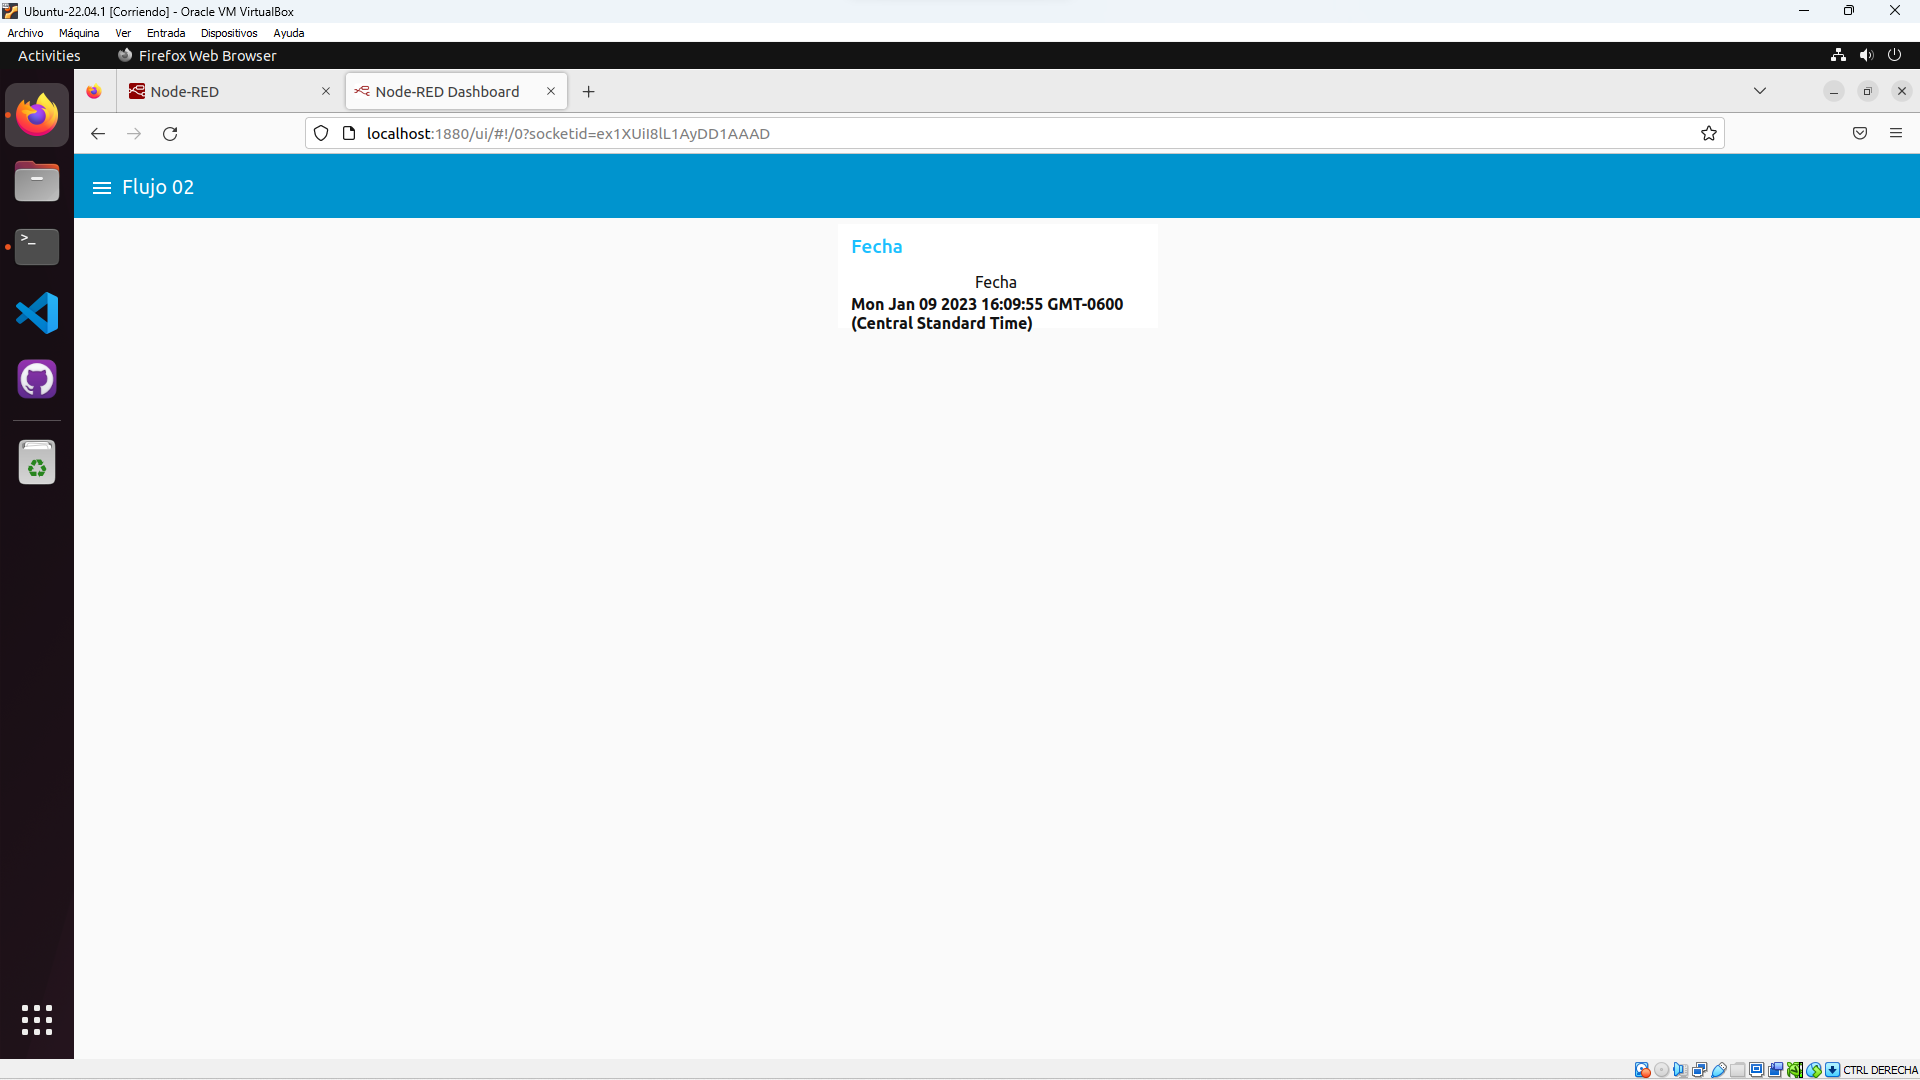 Ubuntu-22.04.1 [Corriendo] - Oracle VM VirtualBox
Archivo Máquina Ver Entrada Dispositivos Ayuda
Activities Firefox Web Browser
Node-RED Node-RED Dashboard
localhost:1880/ui/#!/0?socketid=ex1XUiI8lL1AyDD1AAAD
Flujo 02
Fecha
Fecha
Mon Jan 09 2023 16:09:55 GMT-0600
(Central Standard Time)
CTRL DERECHA